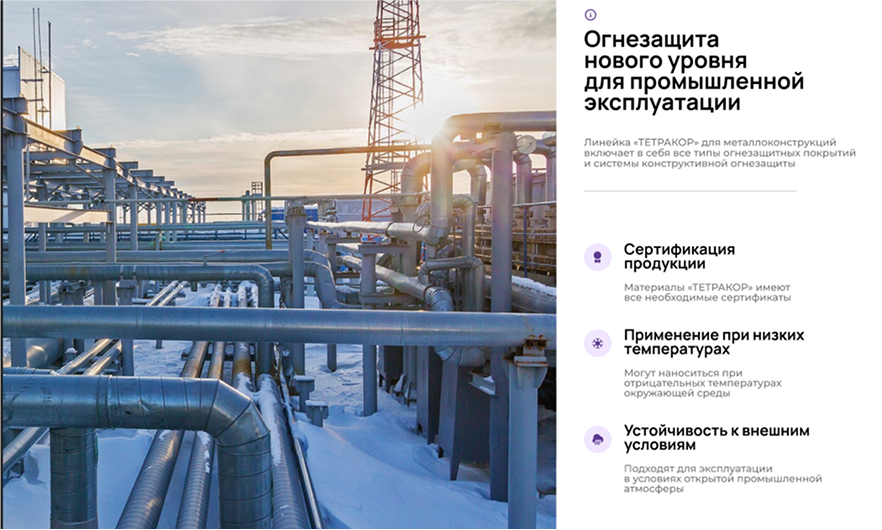 Огнезащита
нового уровня
для промышленной
эксплуатации
Линейка «ТЕТРАКОР» для металлоконструкций
включает в себя все типы огнезащитных покрытий
и системы конструктивной огнезащиты
Сертификация
продукции
Материалы «ТЕТРАКОР» имеют
все необходимые сертификаты
Применение при низких
температурах
Могут наноситься при
отрицательных температурах
окружающей среды
Устойчивость к внешним
условиям
Подходят для эксплуатации
в условиях открытой промышленной
атмосферы